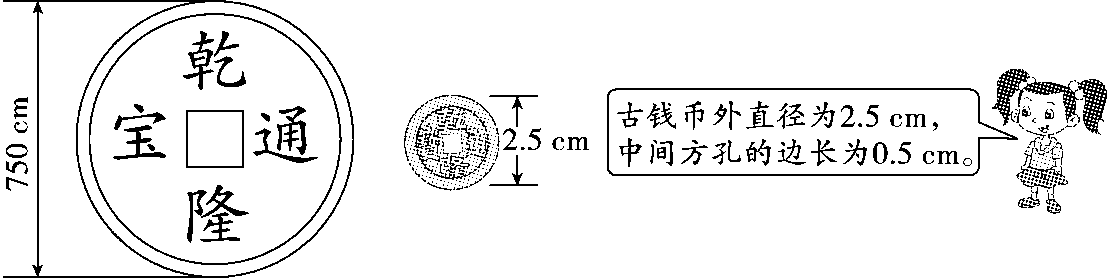 750 cm
乾
宝 通
隆
2.5 cm
古钱币外直径为2.5 cm，
中间方孔的边长为0.5 cm。